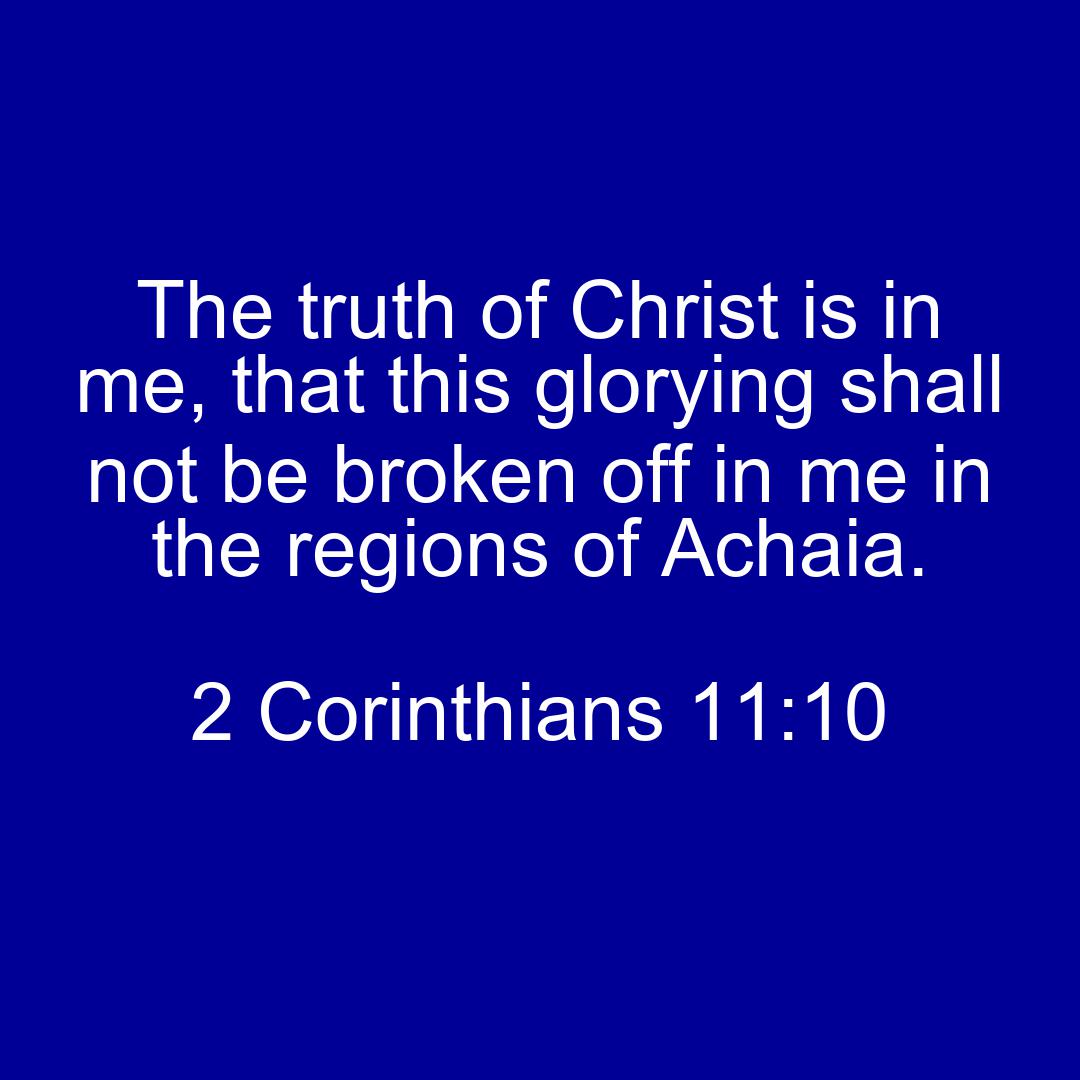 The truth of Christ is in
me, that this glorying shall
not be broken off in me in
the regions of Achaia.
2 Corinthians 11:10